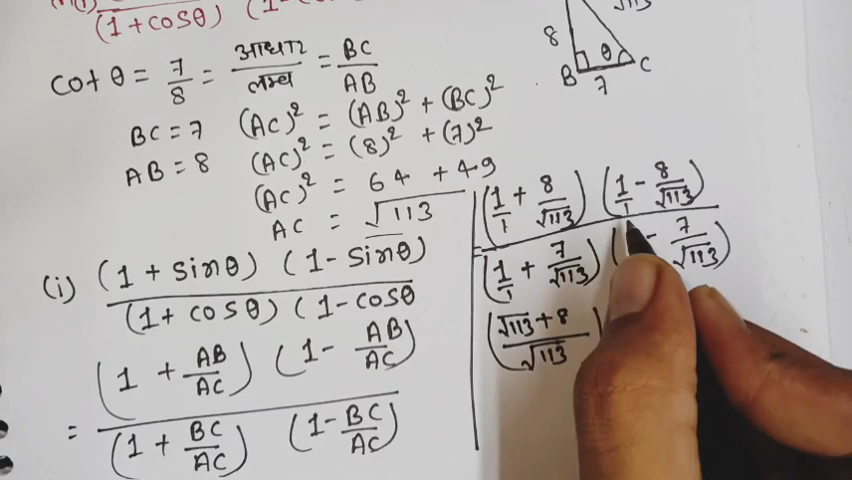 (1+cosθ) (1-
cot θ = 7/8 = आधार/लम्ब = BC/AB
BC = 7
AB = 8
(AC)² = (AB)² + (BC)²
(AC)² = (8)² + (7)²
(AC)² = 64 + 49
AC = √113
8
θ
B
7
C
√113
(i) (1 + sinθ) (1 - sinθ)
(1 + cosθ) (1 - cosθ
= (1 + AB/AC) (1 - AB/AC)
(1 + BC/AC) (1 - BC/AC)
= (1/1 + 8/√113) (1/1 - 8/√113)
(1/1 + 7/√113) ( - 7/√113)
(√113 + 8/√113)